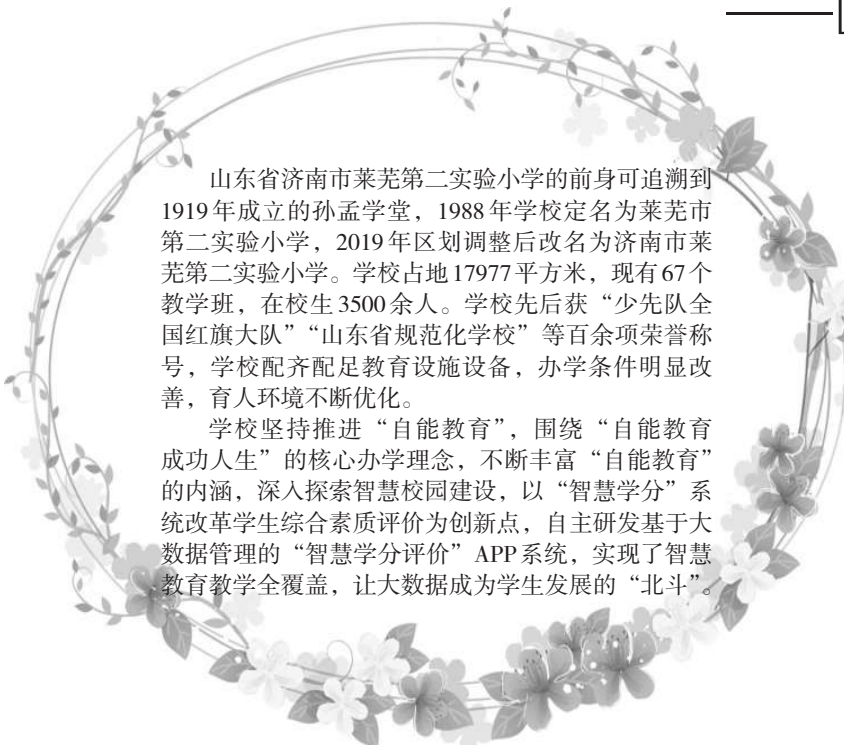 山东省济南市莱芜第二实验小学的前身可追溯到
1919年成立的孙孟学堂，1988年学校定名为莱芜市
第二实验小学，2019年区划调整后改名为济南市莱
芜第二实验小学。学校占地17977平方米，现有67个
教学班，在校生3500余人。学校先后获“少先队全
国红旗大队”“山东省规范化学校”等百余项荣誉称
号，学校配齐配足教育设施设备，办学条件明显改
善，育人环境不断优化。
学校坚持推进“自能教育”，围绕“自能教育
成功人生”的核心办学理念，不断丰富“自能教育”
的内涵，深入探索智慧校园建设，以“智慧学分”系
统改革学生综合素质评价为创新点，自主研发基于大
数据管理的“智慧学分评价”APP系统，实现了智慧
教育教学全覆盖，让大数据成为学生发展的“北斗”。